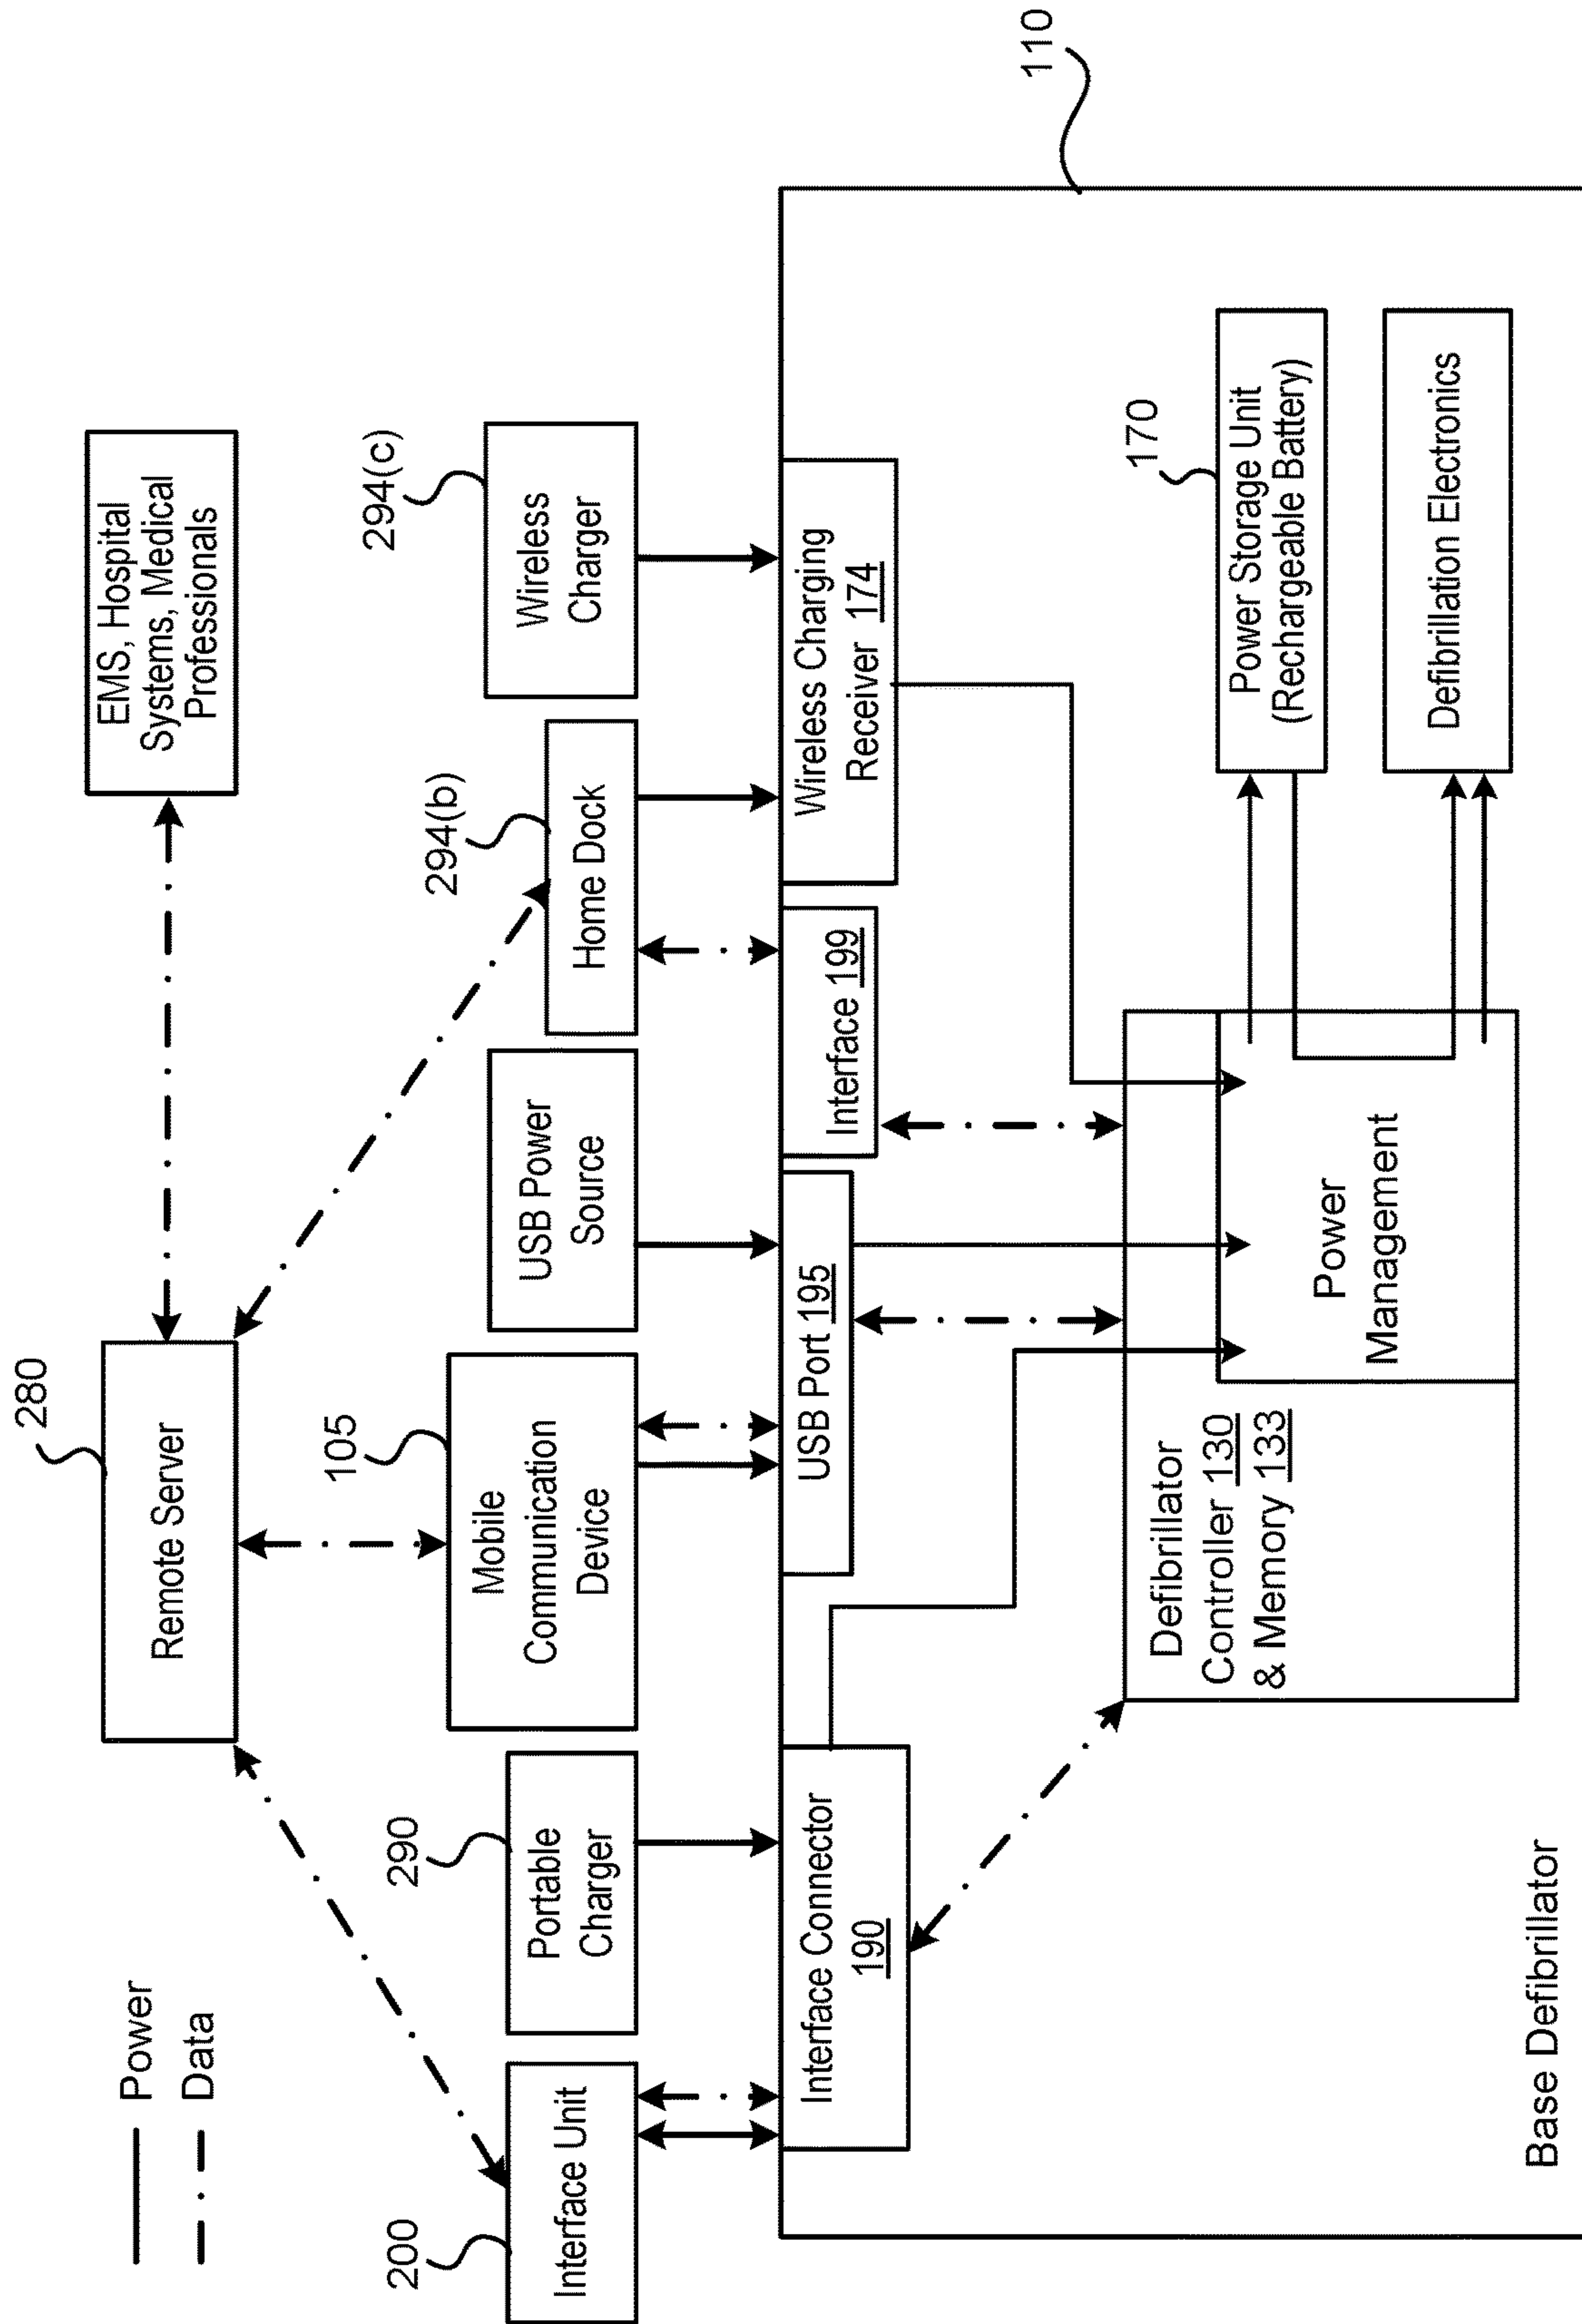 Power
Data
280
Remote Server
EMS, Hospital
Systems, Medical
Professionals
200
Interface Unit
290
Portable
Charger
105
Mobile
Communication
Device
USB Power
Source
294(b)
Home Dock
294(c)
Wireless
Charger
Interface Connector
190
USB Port 195
Interface 199
Wireless Charging
Receiver 174
110
Defibrillator
Controller 130
& Memory 133
Power
Management
170
Power Storage Unit
(Rechargeable Battery)
Defibrillation Electronics
Base Defibrillator